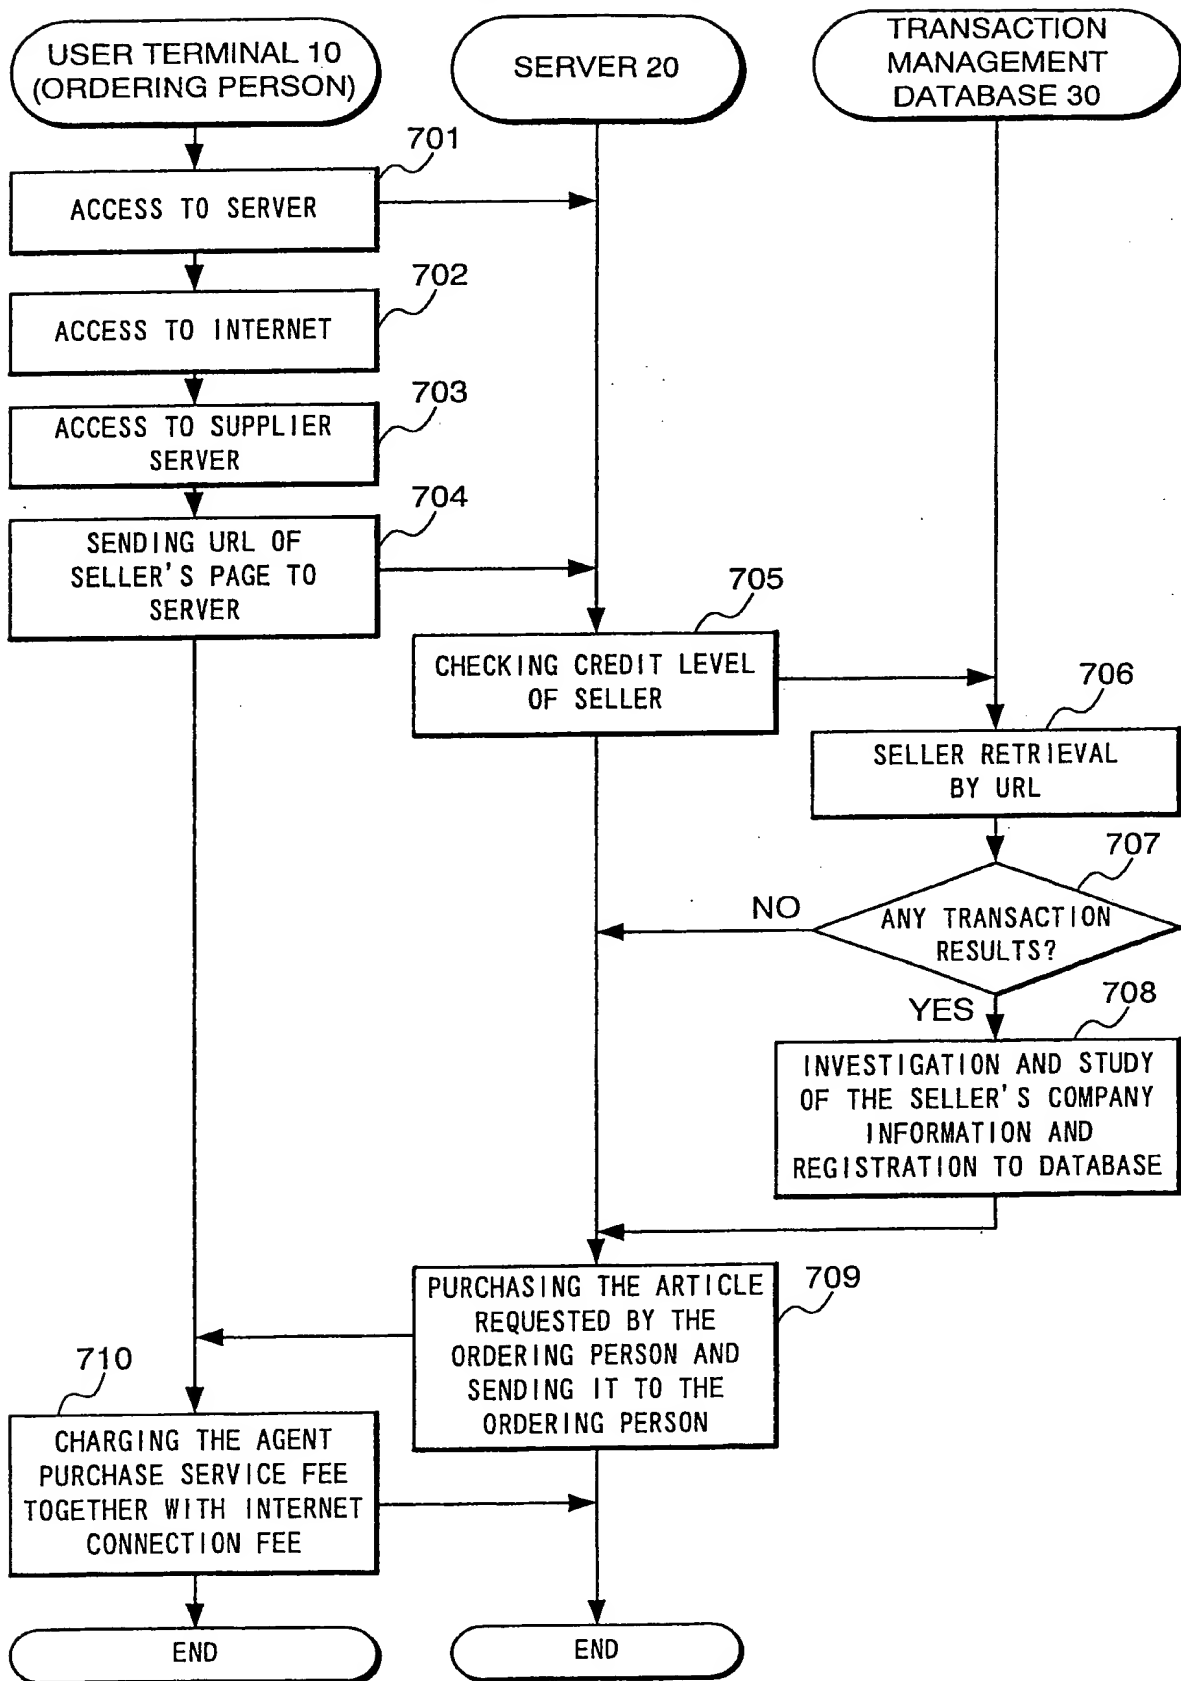 USER TERMINAL 10
(ORDERING PERSON)
SERVER 20
TRANSACTION
MANAGEMENT
DATABASE 30
701
ACCESS TO SERVER
702
ACCESS TO INTERNET
703
ACCESS TO SUPPLIER
SERVER
704
SENDING URL OF
SELLER'S PAGE TO
SERVER
705
CHECKING CREDIT LEVEL
OF SELLER
706
SELLER RETRIEVAL
BY URL
707
ANY TRANSACTION
RESULTS?
NO
YES
708
INVESTIGATION AND STUDY
OF THE SELLER'S COMPANY
INFORMATION AND
REGISTRATION TO DATABASE
709
PURCHASING THE ARTICLE
REQUESTED BY THE
ORDERING PERSON AND
SENDING IT TO THE
ORDERING PERSON
710
CHARGING THE AGENT
PURCHASE SERVICE FEE
TOGETHER WITH INTERNET
CONNECTION FEE
END
END